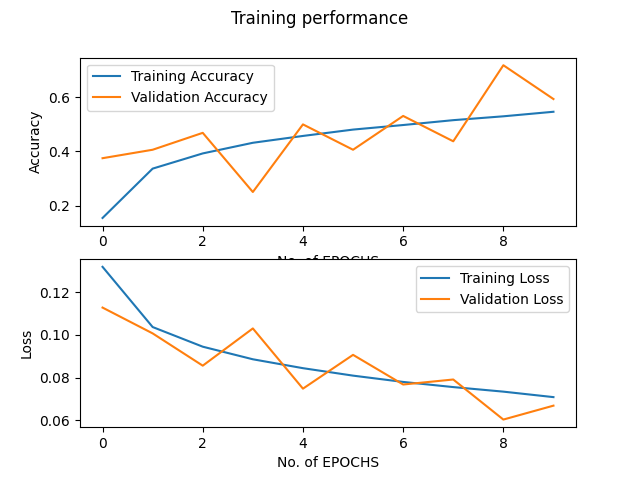 Training performance
Training Accuracy
Validation Accuracy
Accuracy
0.6
0.4
0.2
0 2 4 6 8
No. of EPOCHS
Training Loss
Validation Loss
Loss
0.12
0.10
0.08
0.06
0 2 4 6 8
No. of EPOCHS